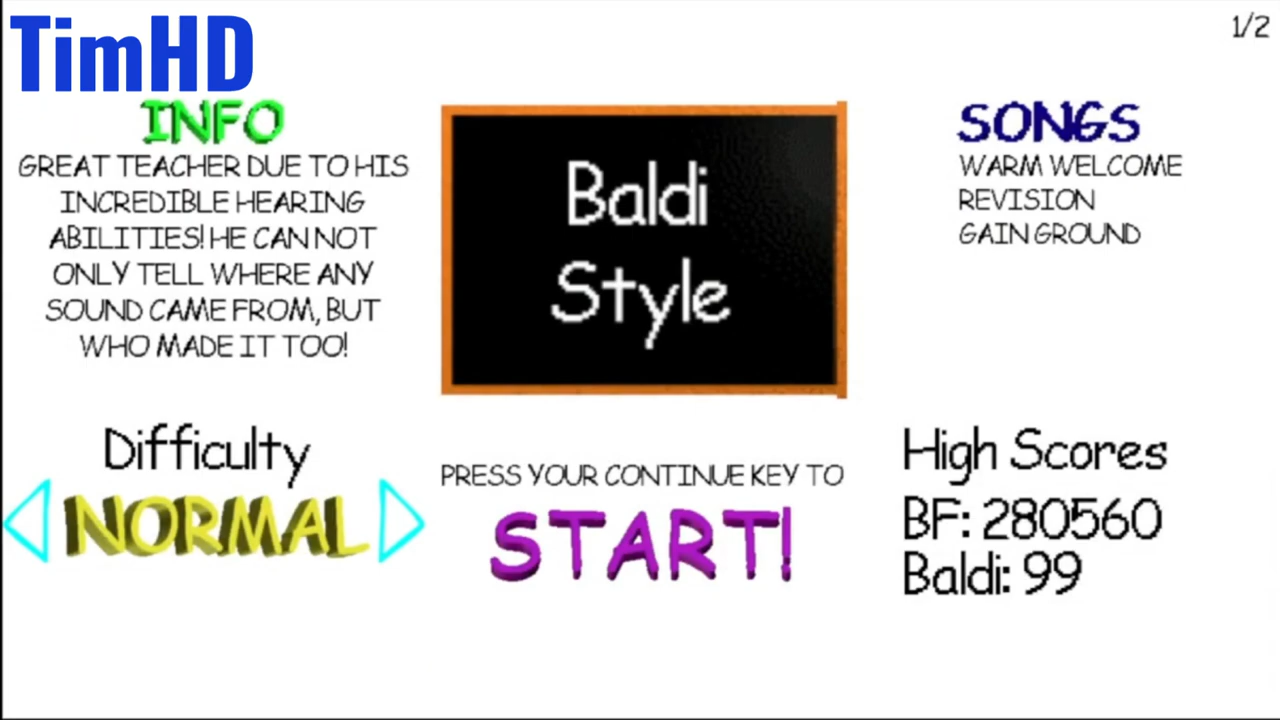 TimHD
1/2
INFO
GREAT TEACHER DUE TO HIS
INCREDIBLE HEARING
ABILITIES! HE CAN NOT
ONLY TELL WHERE ANY
SOUND CAME FROM, BUT
WHO MADE IT TOO!
Baldi
Style
SONGS
WARM WELCOME
REVISION
GAIN GROUND
Difficulty
NORMAL
PRESS YOUR CONTINUE KEY TO
START!
High Scores
BF: 280560
Baldi: 99